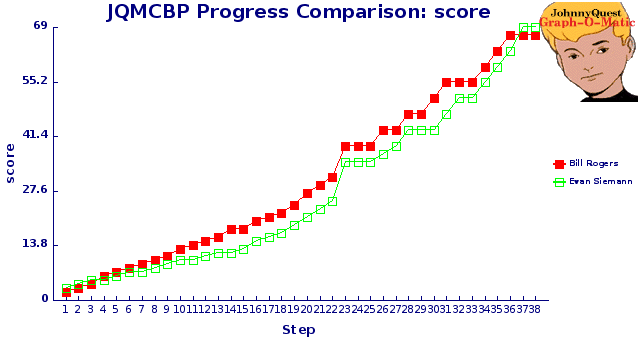 JQMCBP Progress Comparison: score
JohnnyQuest
Graph-O-Matic
69
55.2
41.4
27.6
13.8
0
score
1 2 3 4 5 6 7 8 9 10 11 12 13 14 15 16 17 18 19 20 21 22 23 24 25 26 27 28 29 30 31 32 33 34 35 36 37 38
Step
Bill Rogers
Evan Siemann